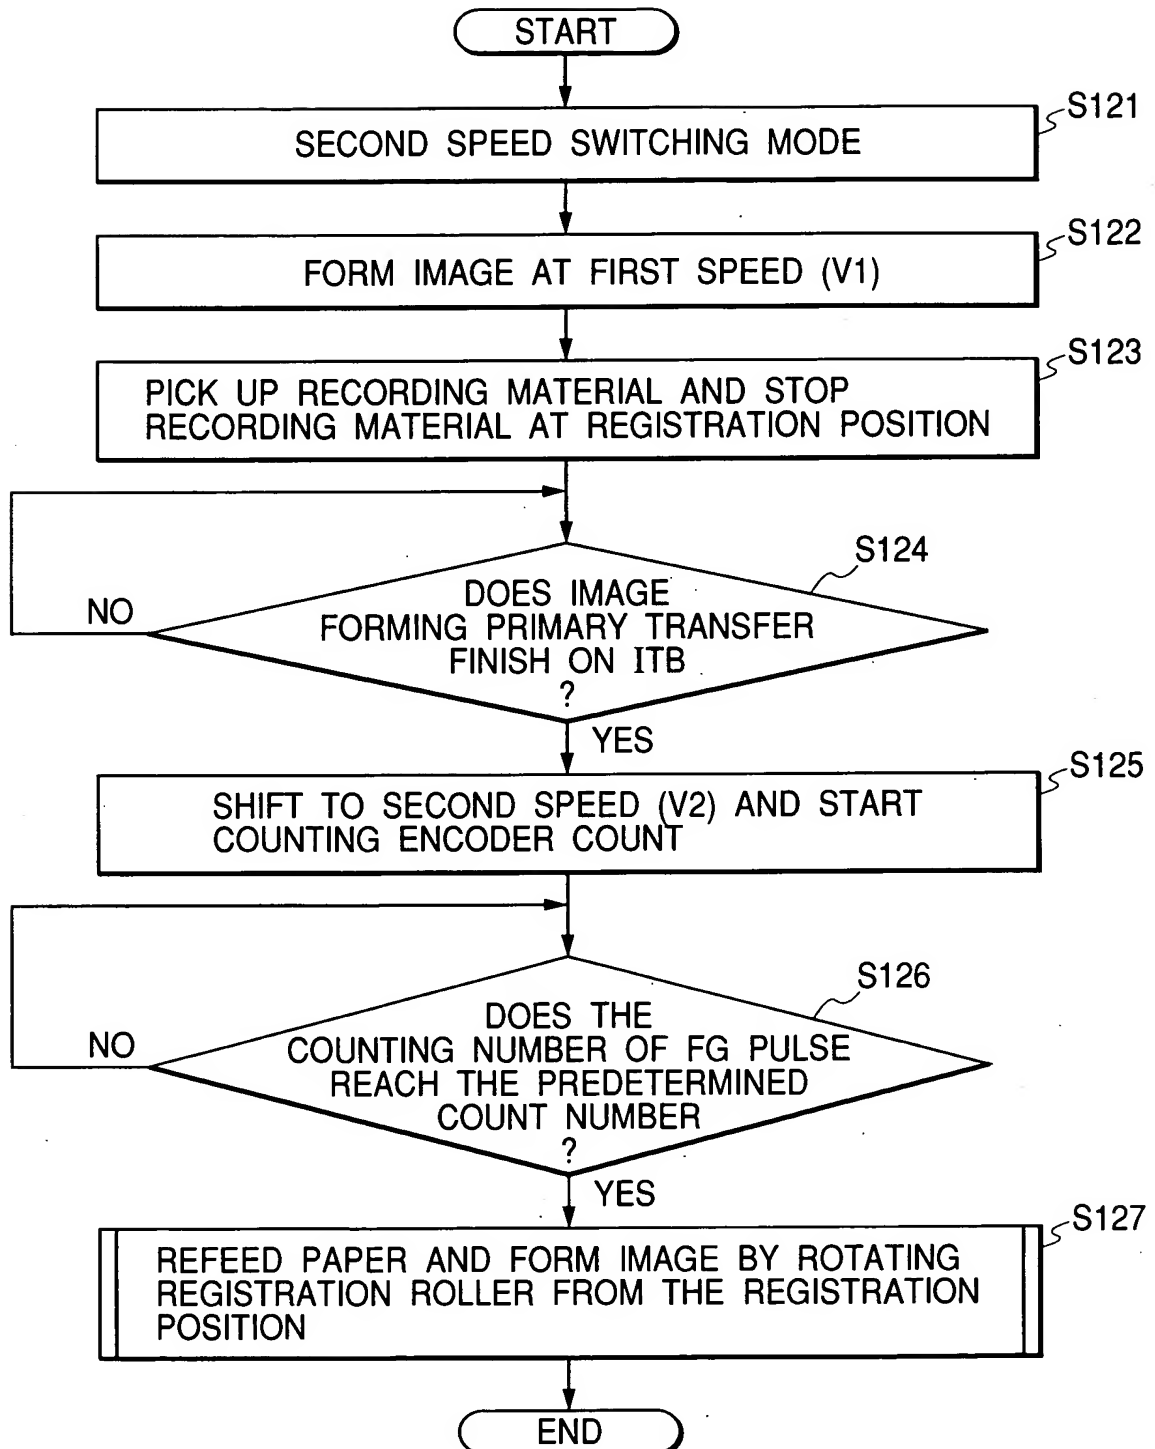 START
S121
SECOND SPEED SWITCHING MODE
S122
FORM IMAGE AT FIRST SPEED (V1)
S123
PICK UP RECORDING MATERIAL AND STOP
RECORDING MATERIAL AT REGISTRATION POSITION
S124
DOES IMAGE
FORMING PRIMARY TRANSFER
FINISH ON ITB
?
NO
YES
S125
SHIFT TO SECOND SPEED (V2) AND START
COUNTING ENCODER COUNT
S126
DOES THE
COUNTING NUMBER OF FG PULSE
REACH THE PREDETERMINED
COUNT NUMBER
?
NO
YES
S127
REFEED PAPER AND FORM IMAGE BY ROTATING
REGISTRATION ROLLER FROM THE REGISTRATION
POSITION
END